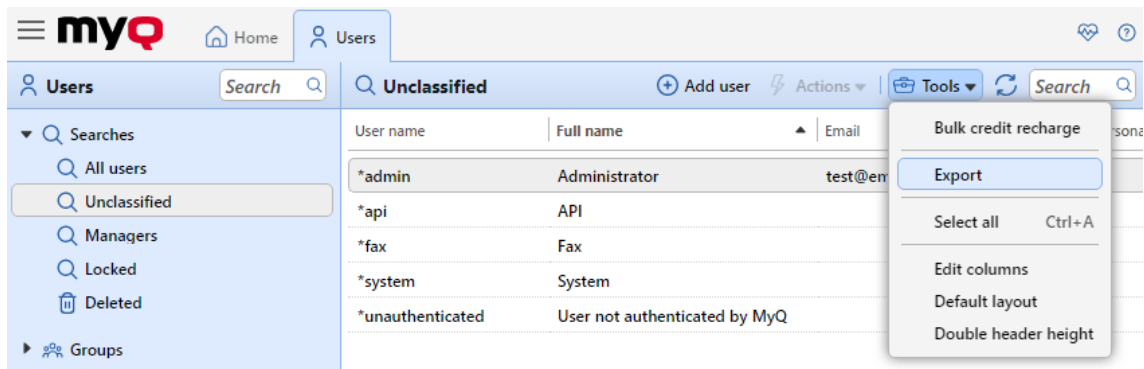 myQ Home Users
Users Search Unclassified Add user Actions Tools Search
Searches
All users
Unclassified
Managers
Locked
Deleted
Groups
User name Full name Email
*admin Administrator test@em
*api API
*fax Fax
*system System
*unauthenticated User not authenticated by MyQ
Bulk credit recharge
Export
Select all Ctrl+A
Edit columns
Default layout
Double header height